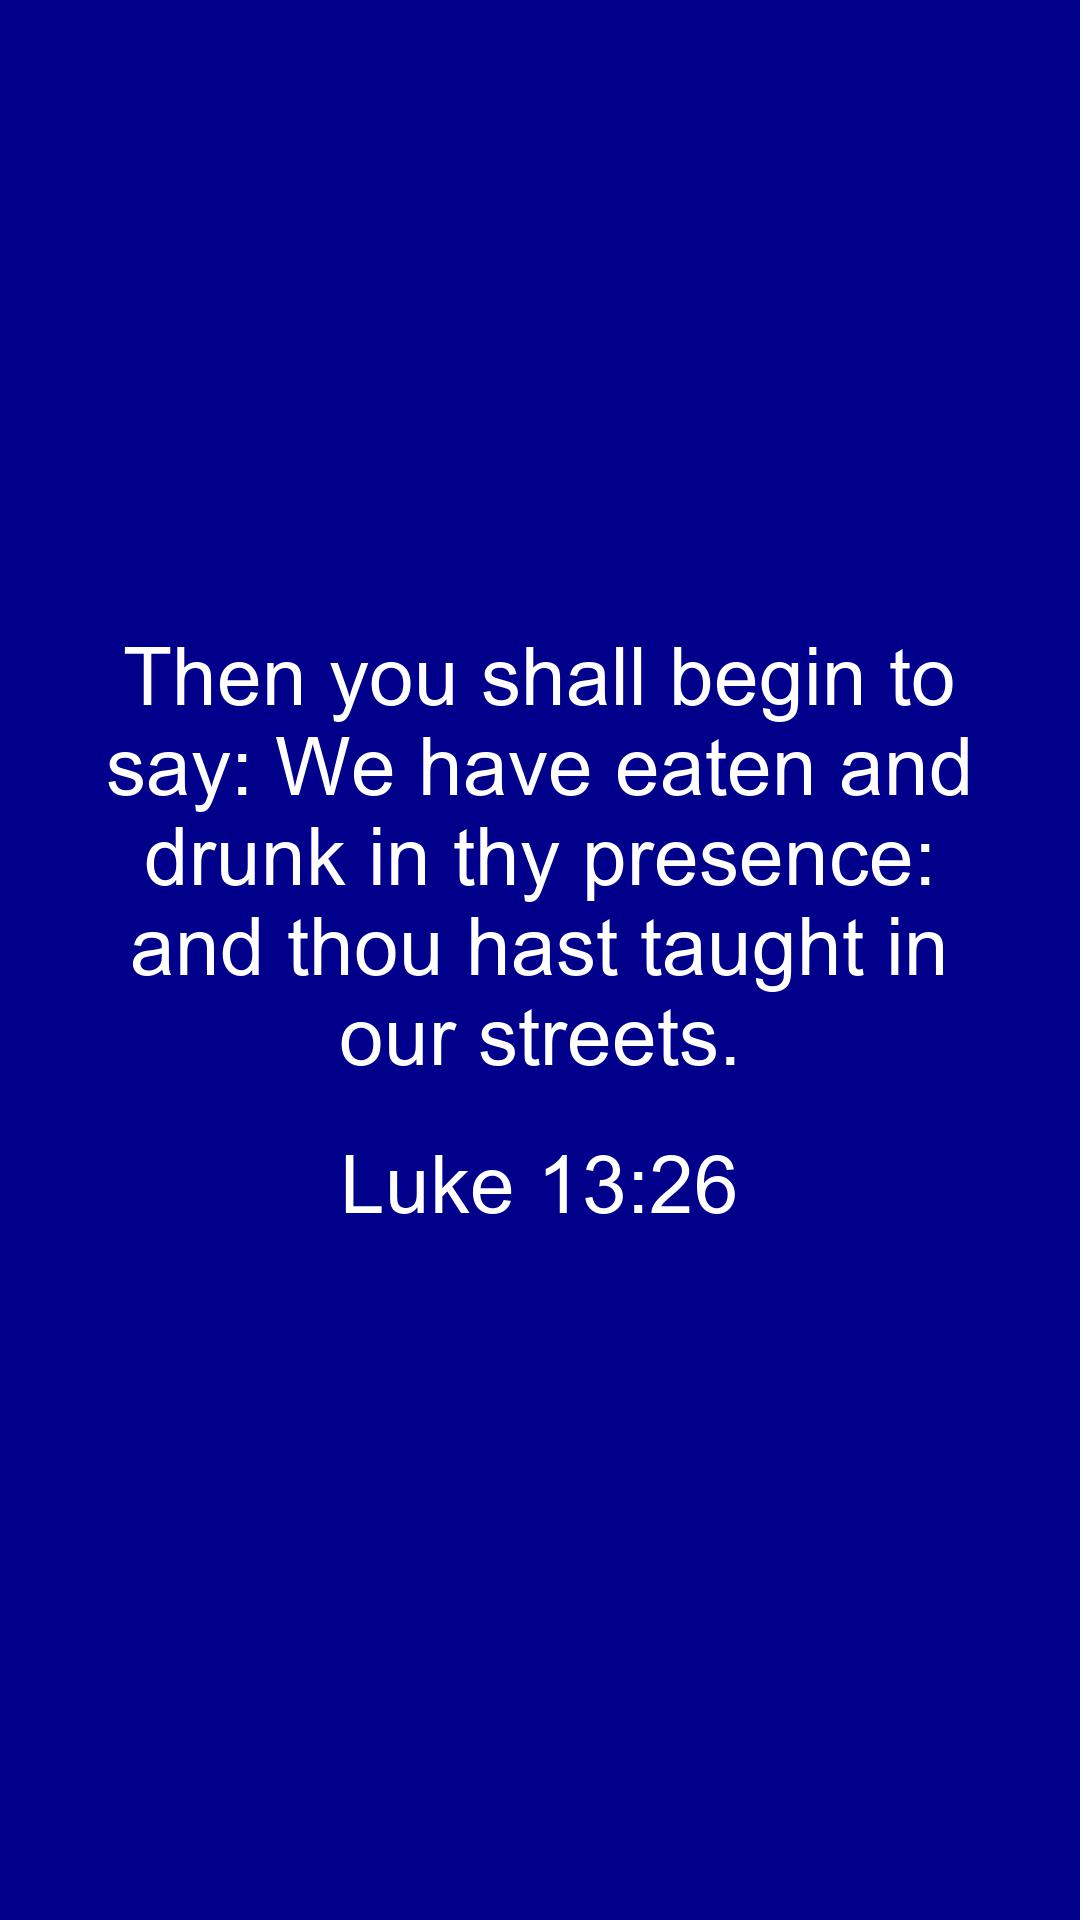 Then you shall begin to
say: We have eaten and
drunk in thy presence:
and thou hast taught in
our streets.
Luke 13:26